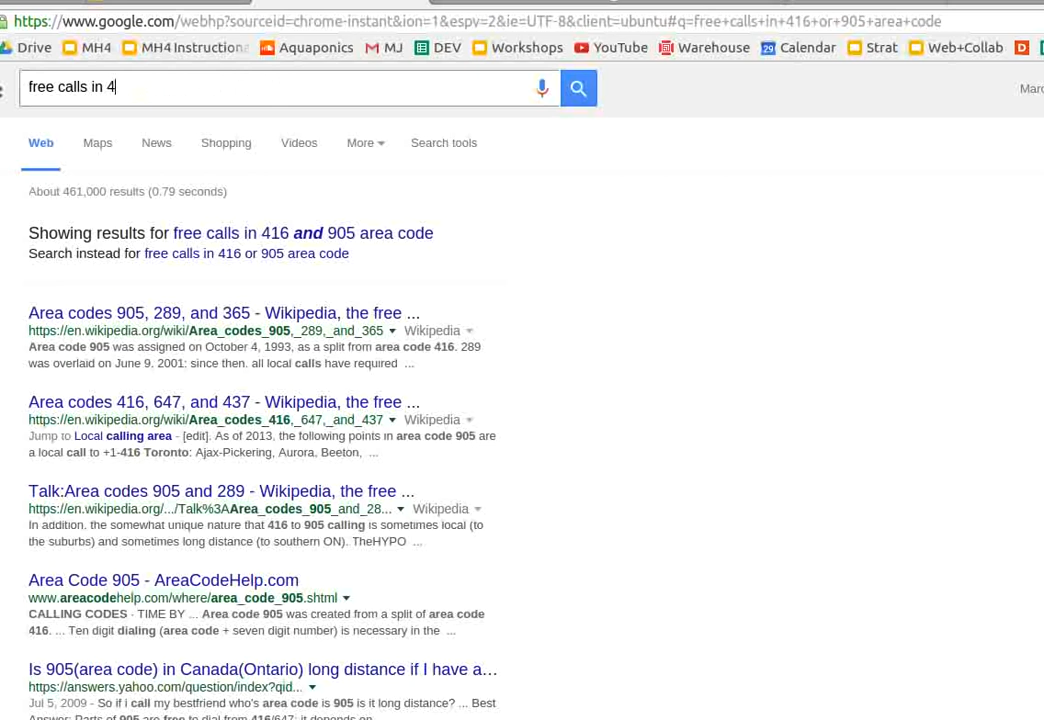 https://www.google.com/webhp?sourceid=chrome-instant&ion=1&espv=2&ie=UTF-8&client=ubuntu#q=free+calls+in+416+or+905+area+code
Drive MH4 MH4 Instruction Aquaponics MJ DEV Workshops YouTube Warehouse 29 Calendar Strat Web+Collab D
free calls in 4
Web Maps News Shopping Videos More Search tools
About 461,000 results (0.79 seconds)
Showing results for free calls in 416 and 905 area code
Search instead for free calls in 416 or 905 area code
Area codes 905, 289, and 365 - Wikipedia, the free ...
https://en.wikipedia.org/wiki/Area_codes_905,_289,_and_365 Wikipedia
Area code 905 was assigned on October 4, 1993, as a split from area code 416. 289
was overlaid on June 9, 2001; since then, all local calls have required ...
Area codes 416, 647, and 437 - Wikipedia, the free ...
https://en.wikipedia.org/wiki/Area_codes_416,_647,_and_437 Wikipedia
Jump to Local calling area - [edit]. As of 2013, the following points in area code 905 are
a local call to +1-416 Toronto: Ajax-Pickering, Aurora, Beeton, ...
Talk:Area codes 905 and 289 - Wikipedia, the free ...
https://en.wikipedia.org/.../Talk%3AArea_codes_905_and_28... Wikipedia
In addition, the somewhat unique nature that 416 to 905 calling is sometimes local (to
the suburbs) and sometimes long distance (to southern ON). TheHYPO ...
Area Code 905 - AreaCodeHelp.com
www.areacodehelp.com/where/area_code_905.shtml
CALLING CODES · TIME BY ... Area code 905 was created from a split of area code
416. ... Ten digit dialing (area code + seven digit number) is necessary in the ...
Is 905(area code) in Canada(Ontario) long distance if I have a...
https://answers.yahoo.com/question/index?qid...
Jul 5, 2009 - So if i call my bestfriend who's area code is 905 is it long distance? ... Best
Answer: Parts of 905 are free to dial from 416/647; it depends on